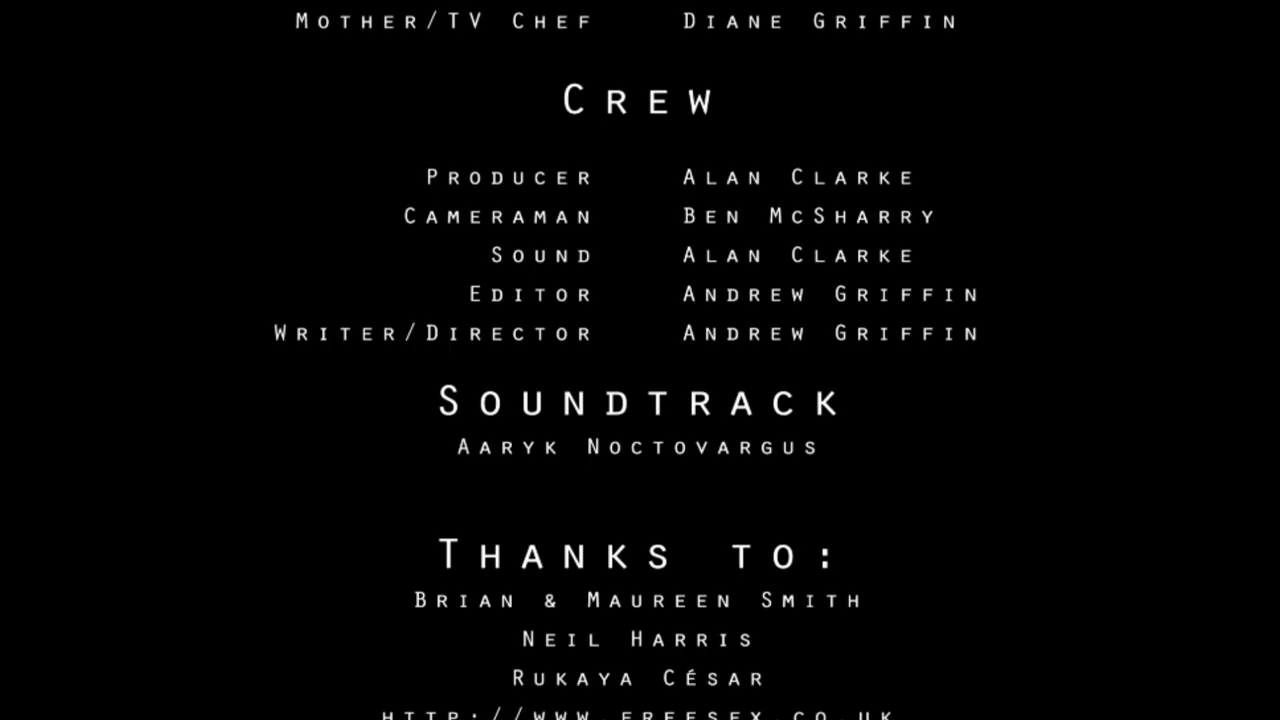 Mother/TV Chef Diane Griffin
Crew
Producer Alan Clarke
Cameraman Ben McSharry
Sound Alan Clarke
Editor Andrew Griffin
Writer/Director Andrew Griffin
Soundtrack
Aaryk Noctovargus
Thanks to:
Brian & Maureen Smith
Neil Harris
Rukaya César